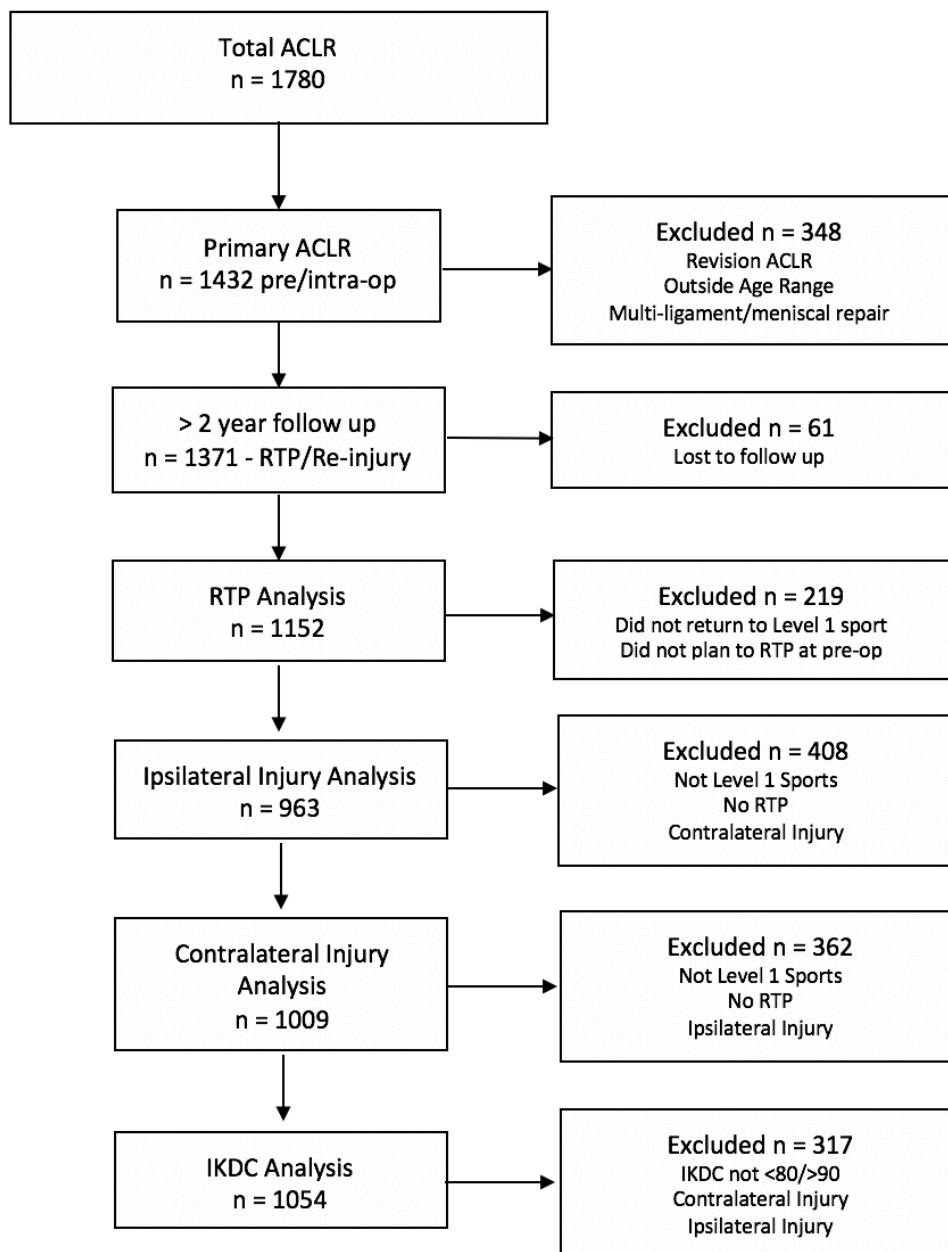 Total ACLR
n = 1780
Primary ACLR
n = 1432 pre/intra-op
Excluded n = 348
Revision ACLR
Outside Age Range
Multi-ligament/meniscal repair
> 2 year follow up
n = 1371 - RTP/Re-injury
Excluded n = 61
Lost to follow up
RTP Analysis
n = 1152
Excluded n = 219
Did not return to Level 1 sport
Did not plan to RTP at pre-op
Ipsilateral Injury Analysis
n = 963
Excluded n = 408
Not Level 1 Sports
No RTP
Contralateral Injury
Contralateral Injury
Analysis
n = 1009
Excluded n = 362
Not Level 1 Sports
No RTP
Ipsilateral Injury
IKDC Analysis
n = 1054
Excluded n = 317
IKDC not <80/>90
Contralateral Injury
Ipsilateral Injury